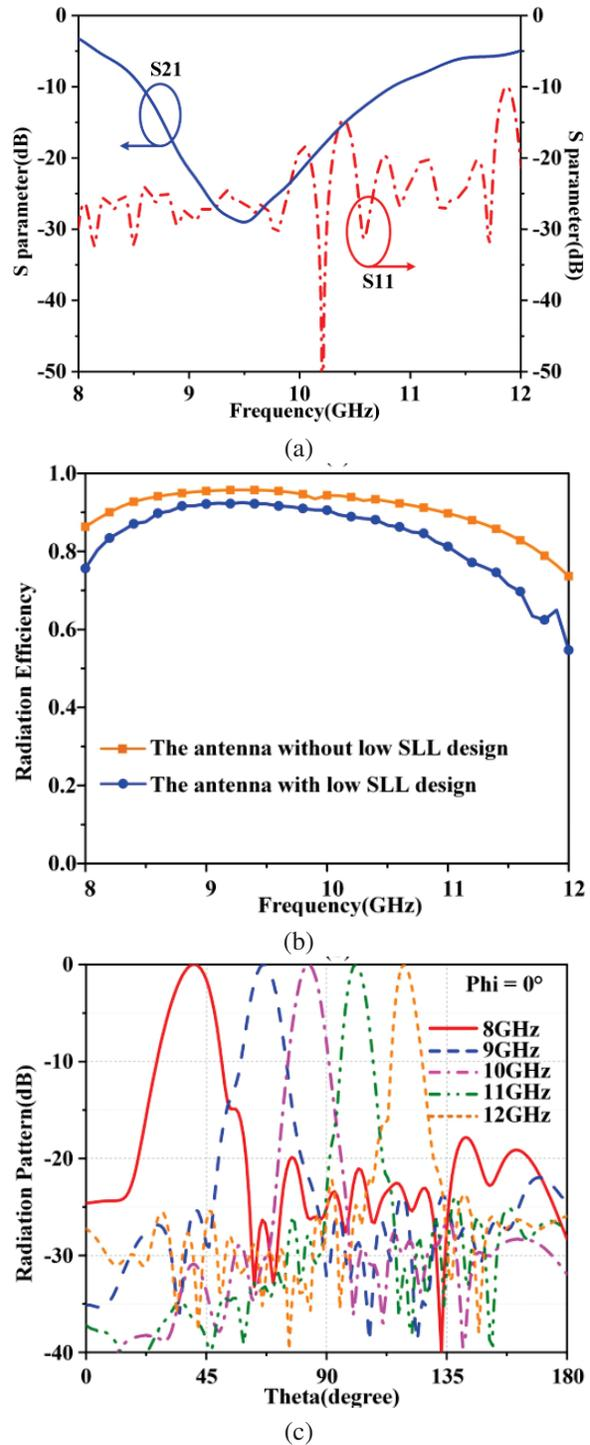 0
0
-10
-10
-20
-20
-30
-30
-40
-40
-50
-50
S parameter(dB)
S parameter(dB)
S21
S11
8
9
10
11
12
Frequency(GHz)
(a)
1.0
0.8
0.6
0.4
0.2
0.0
Radiation Efficiency
The antenna without low SLL design
The antenna with low SLL design
8
9
10
11
12
Frequency(GHz)
(b)
0
-10
-20
-30
-40
Radiation Pattern(dB)
Phi = 0°
8GHz
9GHz
10GHz
11GHz
12GHz
0
45
90
135
180
Theta(degree)
(c)